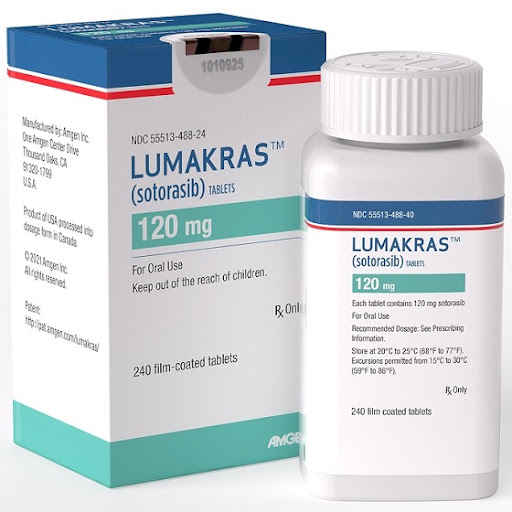 1010925
Manufactured by: Amgen Inc.
One Amgen Center Drive
Thousand Oaks, CA
91320-1799
U.S.A.
Product of USA processed into
dosage form in Canada.
© 2021 Amgen Inc.
All rights reserved.
Patent:
http://pat.amgen.com/lumakras/
NDC 55513-488-24
LUMAKRAS™
(sotorasib) TABLETS
120 mg
For Oral Use
Keep out of the reach of children.
Rx Only
240 film-coated tablets
NDC 55513-488-40
LUMAKRAS™
(sotorasib) TABLETS
120 mg
Each tablet contains 120 mg sotorasib
For Oral Use
Recommended Dosage: See Prescribing
Information.
Store at 20°C to 25°C (68°F to 77°F).
Excursions permitted from 15°C to 30°C
(59°F to 86°F).
Rx Only
240 film coated tablets